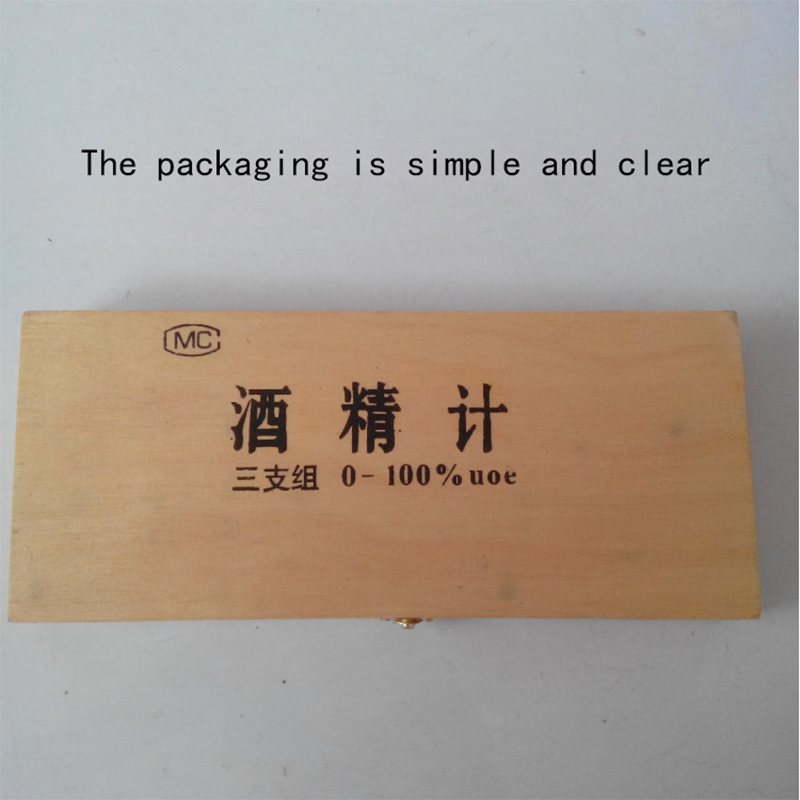 The packaging is simple and clear
MC
酒精计
三支组 0-100%uoe